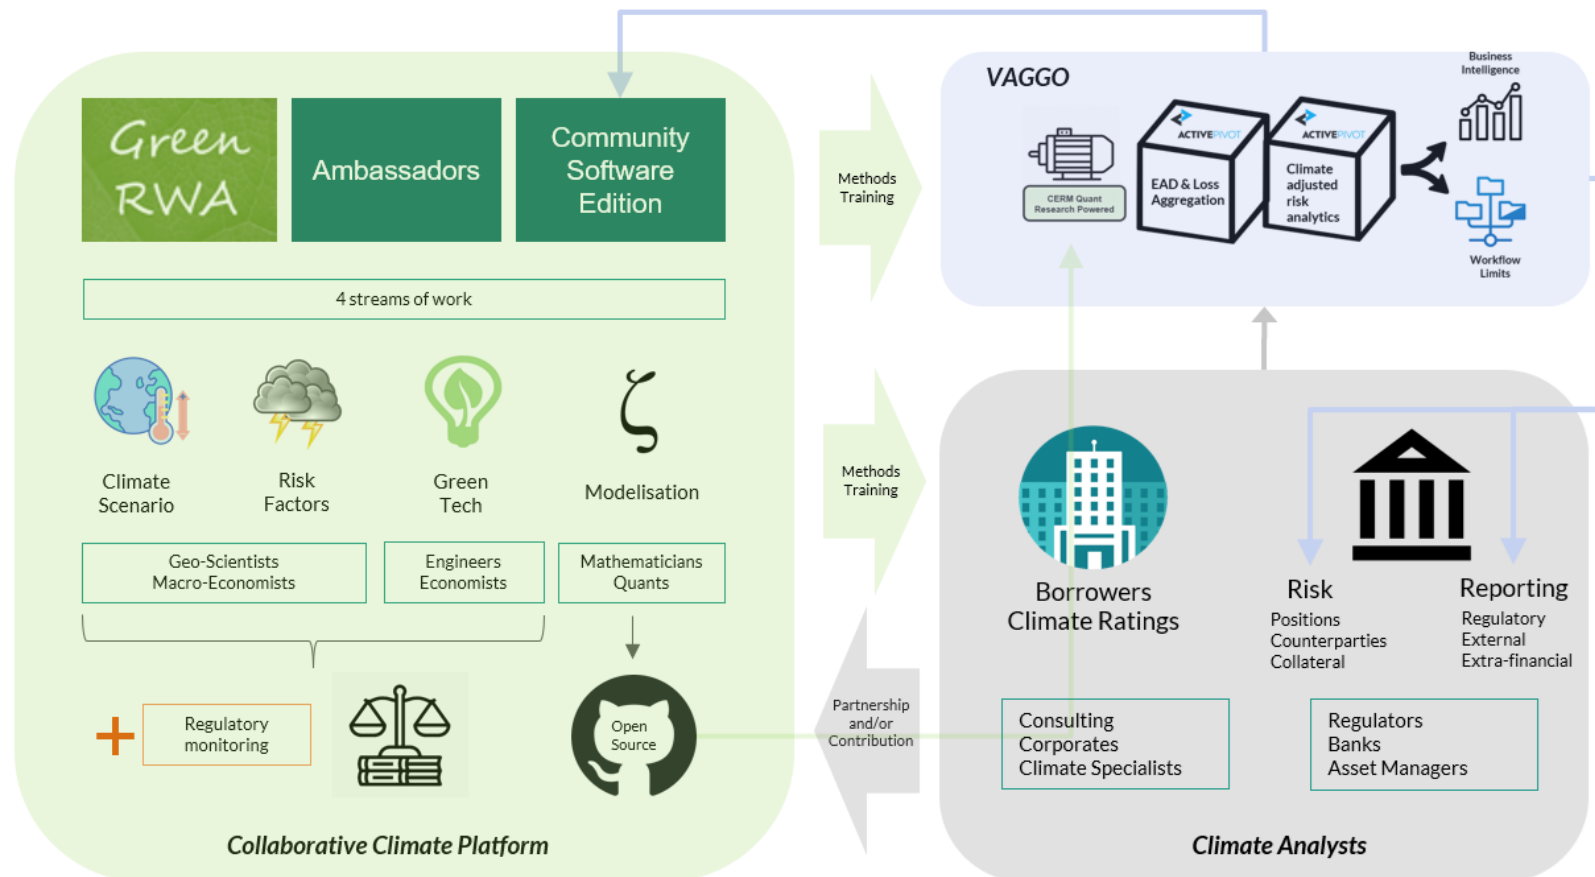 Green
RWA
Ambassadors
Community
Software
Edition
4 streams of work
Climate
Scenario
Risk
Factors
Green
Tech
ζ
Modelisation
Geo-Scientists
Macro-Economists
Engineers
Economists
Mathematicians
Quants
+
Regulatory
monitoring
Open
Source
Collaborative Climate Platform
Methods
Training
Methods
Training
Partnership
and/or
Contribution
VAGGO
CERM Quant
Research Powered
ACTIVEPIVOT
EAD & Loss
Aggregation
ACTIVEPIVOT
Climate
adjusted
risk
analytics
Business
Intelligence
Workflow
Limits
Borrowers
Climate Ratings
Risk
Positions
Counterparties
Collateral
Reporting
Regulatory
External
Extra-financial
Consulting
Corporates
Climate Specialists
Regulators
Banks
Asset Managers
Climate Analysts